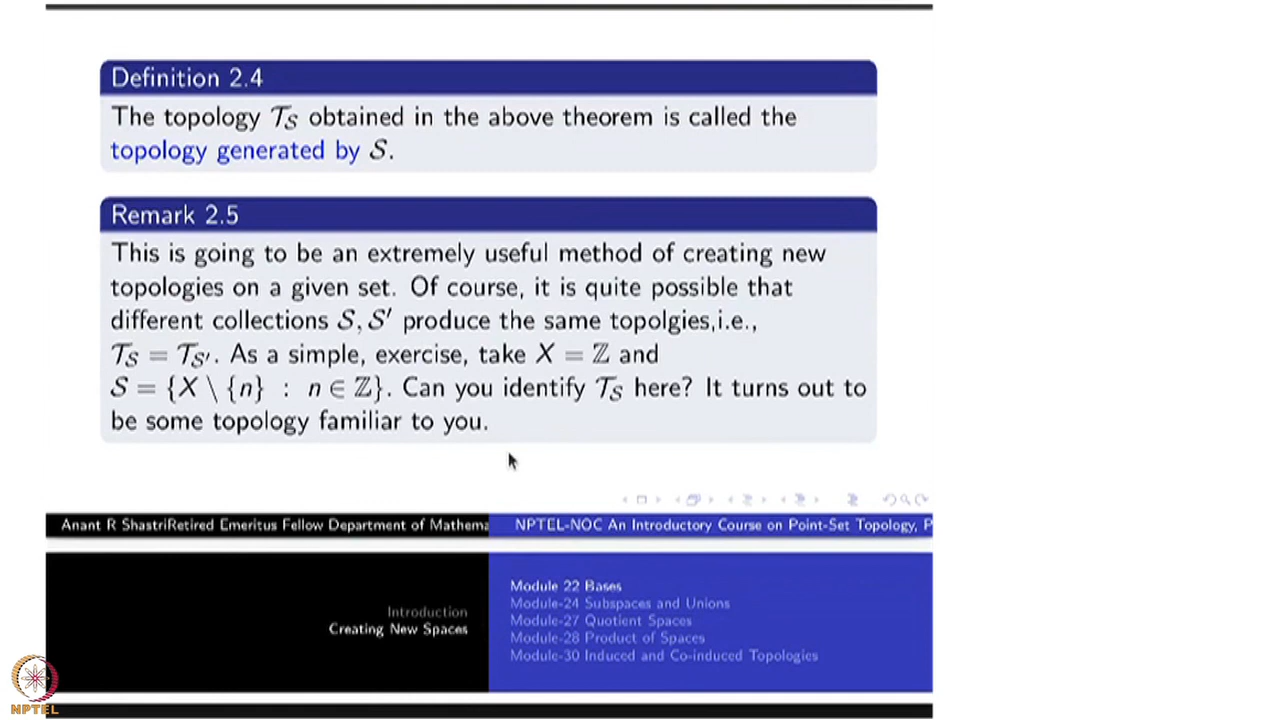 Definition 2.4
The topology 𝒯_𝒮 obtained in the above theorem is called the
topology generated by 𝒮.
Remark 2.5
This is going to be an extremely useful method of creating new
topologies on a given set. Of course, it is quite possible that
different collections 𝒮, 𝒮′ produce the same topolgies,i.e.,
𝒯_𝒮 = 𝒯_𝒮′. As a simple, exercise, take X = ℤ and
𝒮 = {X \ {n} : n ∈ ℤ}. Can you identify 𝒯_𝒮 here? It turns out to
be some topology familiar to you.
Anant R ShastriRetired Emeritus Fellow Department of Mathema
NPTEL-NOC An Introductory Course on Point-Set Topology, P
Introduction
Creating New Spaces
Module 22 Bases
Module-24 Subspaces and Unions
Module-27 Quotient Spaces
Module-28 Product of Spaces
Module-30 Induced and Co-induced Topologies
NPTEL